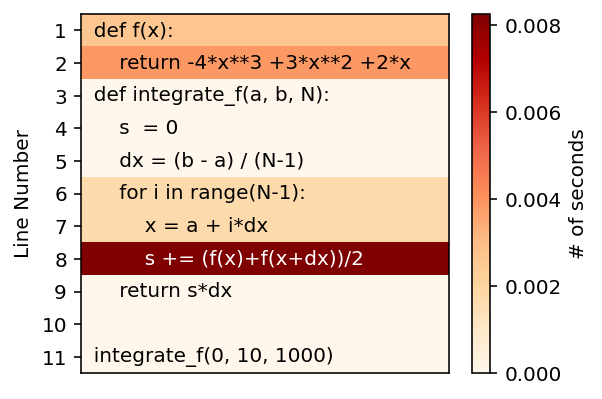 1 def f(x):
2 return -4*x**3 +3*x**2 +2*x
3 def integrate_f(a, b, N):
4 s  = 0
5 dx = (b - a) / (N-1)
6 for i in range(N-1):
7 x = a + i*dx
8 s += (f(x)+f(x+dx))/2
9 return s*dx
10
11 integrate_f(0, 10, 1000)
Line Number
0.008
0.006
0.004
0.002
0.000
# of seconds